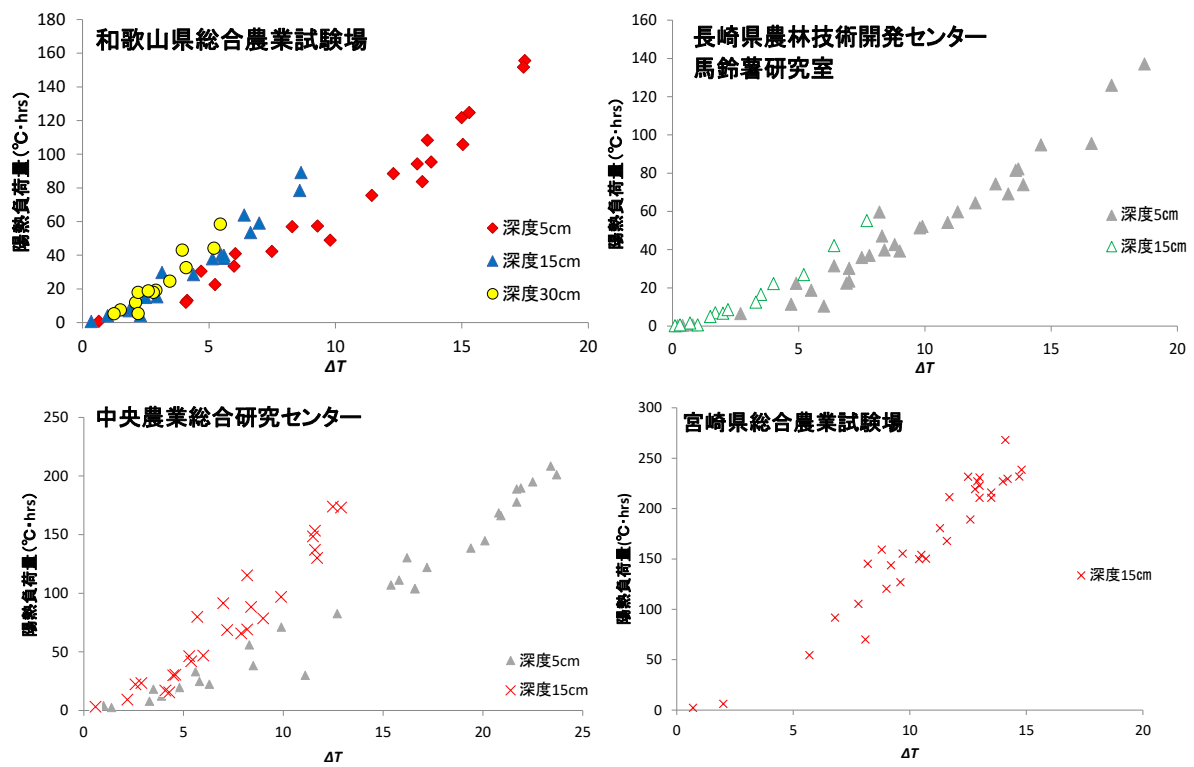 和歌山県総合農業試験場
陽熱負荷量(℃・hrs)
180
160
140
120
100
80
60
40
20
0
0
5
10
15
20
ΔT
深度5cm
深度15cm
深度30cm
長崎県農林技術開発センター
馬鈴薯研究室
陽熱負荷量(℃・hrs)
160
140
120
100
80
60
40
20
0
0
5
10
15
20
ΔT
深度5㎝
深度15㎝
中央農業総合研究センター
陽熱負荷量(℃・hrs)
250
200
150
100
50
0
0
5
10
15
20
25
ΔT
深度5cm
深度15cm
宮崎県総合農業試験場
陽熱負荷量(℃・hrs)
300
250
200
150
100
50
0
0
5
10
15
20
ΔT
深度15㎝